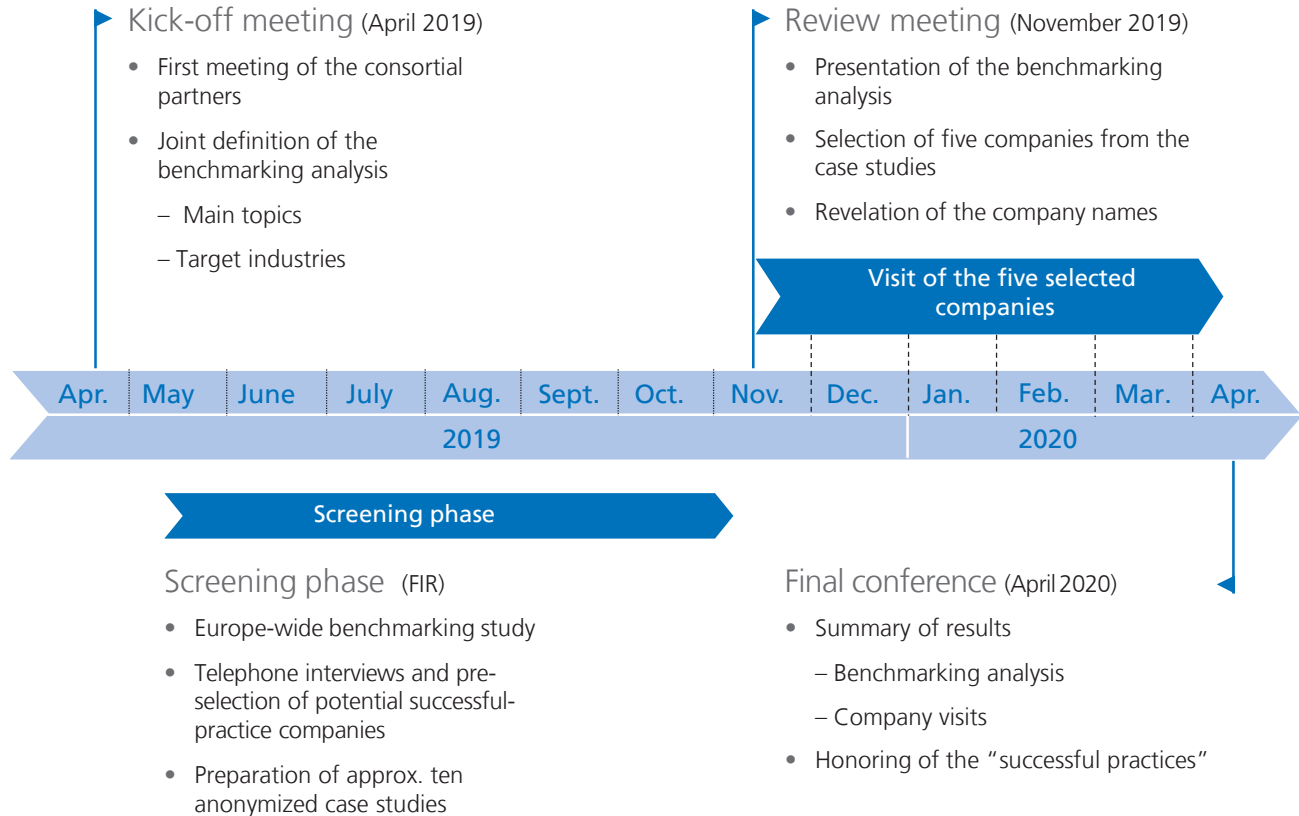 Kick-off meeting (April 2019)
• First meeting of the consortial
partners
• Joint definition of the
benchmarking analysis
– Main topics
– Target industries
Review meeting (November 2019)
• Presentation of the benchmarking
analysis
• Selection of five companies from the
case studies
• Revelation of the company names
Visit of the five selected
companies
Apr. May June July Aug. Sept. Oct. Nov. Dec. Jan. Feb. Mar. Apr.
2019 2020
Screening phase
Screening phase (FIR)
• Europe-wide benchmarking study
• Telephone interviews and pre-
selection of potential successful-
practice companies
• Preparation of approx. ten
anonymized case studies
Final conference (April 2020)
• Summary of results
– Benchmarking analysis
– Company visits
• Honoring of the “successful practices”